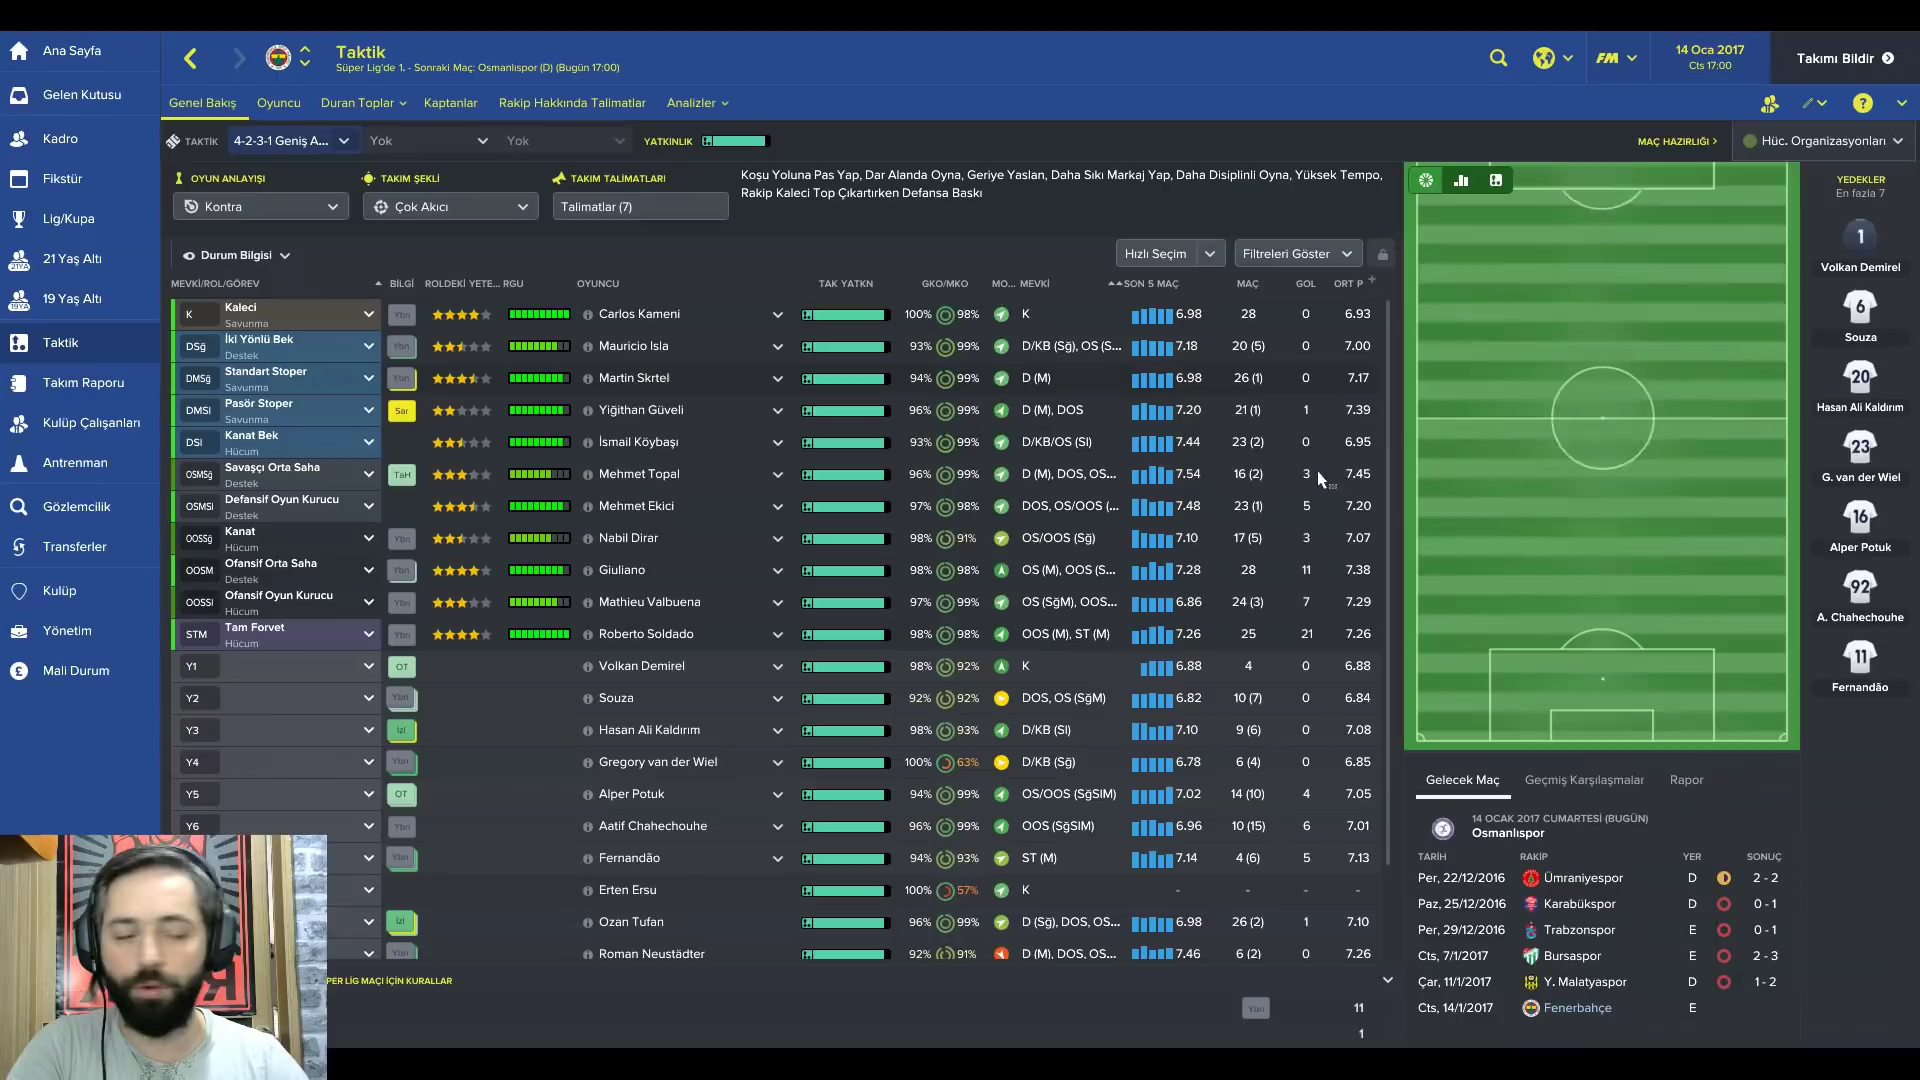 Ana Sayfa
Gelen Kutusu
Kadro
Fikstür
Lig/Kupa
21 Yaş Altı
19 Yaş Altı
Taktik
Takım Raporu
Kulüp Çalışanları
Antrenman
Gözlemcilik
Transferler
Kulüp
Yönetim
Mali Durum
Taktik
Süper Lig'de 1. - Sonraki Maç: Osmanlıspor (D) (Bugün 17:00)
FM
14 Oca 2017
Cts 17:00
Takımı Bildir
Genel Bakış Oyuncu Duran Toplar Kaptanlar Rakip Hakkında Talimatlar Analizler
TAKTİK 4-2-3-1 Geniş A... Yok Yok YATKINLIK
MAÇ HAZIRLIĞI > Hüc. Organizasyonları
OYUN ANLAYIŞI TAKIM ŞEKLİ TAKIM TALİMATLARI
Kontra Çok Akıcı Talimatlar (7)
Koşu Yoluna Pas Yap, Dar Alanda Oyna, Geriye Yaslan, Daha Sıkı Markaj Yap, Daha Disiplinli Oyna, Yüksek Tempo,
Rakip Kaleci Top Çıkartırken Defansa Baskı
Durum Bilgisi Hızlı Seçim Filtreleri Göster
MEVKİ/ROL/GÖREV BİLGİ ROLDEKİ YETE... RGU OYUNCU TAK YATKN GKO/MKO MO... MEVKİ SON 5 MAÇ MAÇ GOL ORT P
K Kaleci Savunma Ybn Carlos Kameni 100% 98% K 6.98 28 0 6.93
DSğ İki Yönlü Bek Destek Ybn Mauricio Isla 93% 99% D/KB (Sğ), OS (S... 7.18 20 (5) 0 7.00
DMSğ Standart Stoper Savunma Ybn Martin Skrtel 94% 99% D (M) 6.98 26 (1) 0 7.17
DMSl Pasör Stoper Savunma Sar Yiğithan Güveli 96% 99% D (M), DOS 7.20 21 (1) 1 7.39
DSl Kanat Bek Hücum İsmail Köybaşı 93% 99% D/KB/OS (Sl) 7.44 23 (2) 0 6.95
OSMSğ Savaşçı Orta Saha Destek TaH Mehmet Topal 96% 99% D (M), DOS, OS... 7.54 16 (2) 3 7.45
OSMSl Defansif Oyun Kurucu Destek Mehmet Ekici 97% 98% DOS, OS/OOS (... 7.48 23 (1) 5 7.20
OOSSğ Kanat Hücum Ybn Nabil Dirar 98% 91% OS/OOS (Sğ) 7.10 17 (5) 3 7.07
OOSM Ofansif Orta Saha Destek Ybn Giuliano 98% 98% OS (M), OOS (S... 7.28 28 11 7.38
OOSSl Ofansif Oyun Kurucu Hücum Ybn Mathieu Valbuena 97% 99% OS (SğM), OOS... 6.86 24 (3) 7 7.29
STM Tam Forvet Hücum Ybn Roberto Soldado 98% 98% OOS (M), ST (M) 7.26 25 21 7.26
Y1 OT Volkan Demirel 98% 92% K 6.88 4 0 6.88
Y2 Ybn Souza 92% 92% DOS, OS (SğM) 6.82 10 (7) 0 6.84
Y3 İzl Hasan Ali Kaldırım 98% 93% D/KB (Sl) 7.10 9 (6) 0 7.08
Y4 Ybn Gregory van der Wiel 100% 63% D/KB (Sğ) 6.78 6 (4) 0 6.85
Y5 OT Alper Potuk 94% 99% OS/OOS (SğSlM) 7.02 14 (10) 4 7.05
Y6 Ybn Aatif Chahechouhe 96% 99% OOS (SğSlM) 6.96 10 (15) 6 7.01
Ybn Fernandão 94% 93% ST (M) 7.14 4 (6) 5 7.13
Erten Ersu 100% 57% K - - - -
İzl Ozan Tufan 96% 99% D (Sğ), DOS, OS... 6.98 26 (2) 1 7.10
Ybn Roman Neustädter 92% 91% D (M), DOS, OS... 7.46 6 (2) 0 7.26
PER LİG MAÇI İÇİN KURALLAR
Ybn 11
1
YEDEKLER
En fazla 7
1
Volkan Demirel
6
Souza
20
Hasan Ali Kaldırım
23
G. van der Wiel
16
Alper Potuk
92
A. Chahechouhe
11
Fernandão
Gelecek Maç Geçmiş Karşılaşmalar Rapor
14 OCAK 2017 CUMARTESİ (BUGÜN)
Osmanlıspor
TARİH RAKİP YER SONUÇ
Per, 22/12/2016 Ümraniyespor D 2 - 2
Paz, 25/12/2016 Karabükspor D 0 - 1
Per, 29/12/2016 Trabzonspor E 0 - 1
Cts, 7/1/2017 Bursaspor E 2 - 3
Çar, 11/1/2017 Y. Malatyaspor D 1 - 2
Cts, 14/1/2017 Fenerbahçe E